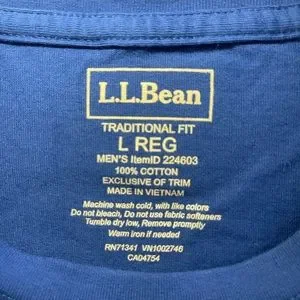 L.L.Bean
TRADITIONAL FIT
L REG
MEN'S ItemID 224603
100% COTTON
EXCLUSIVE OF TRIM
MADE IN VIETNAM
Machine wash cold, with like colors
Do not bleach, Do not use fabric softeners
Tumble dry low, Remove promptly
Warm iron if needed
RN71341 VN1002746
CA04754